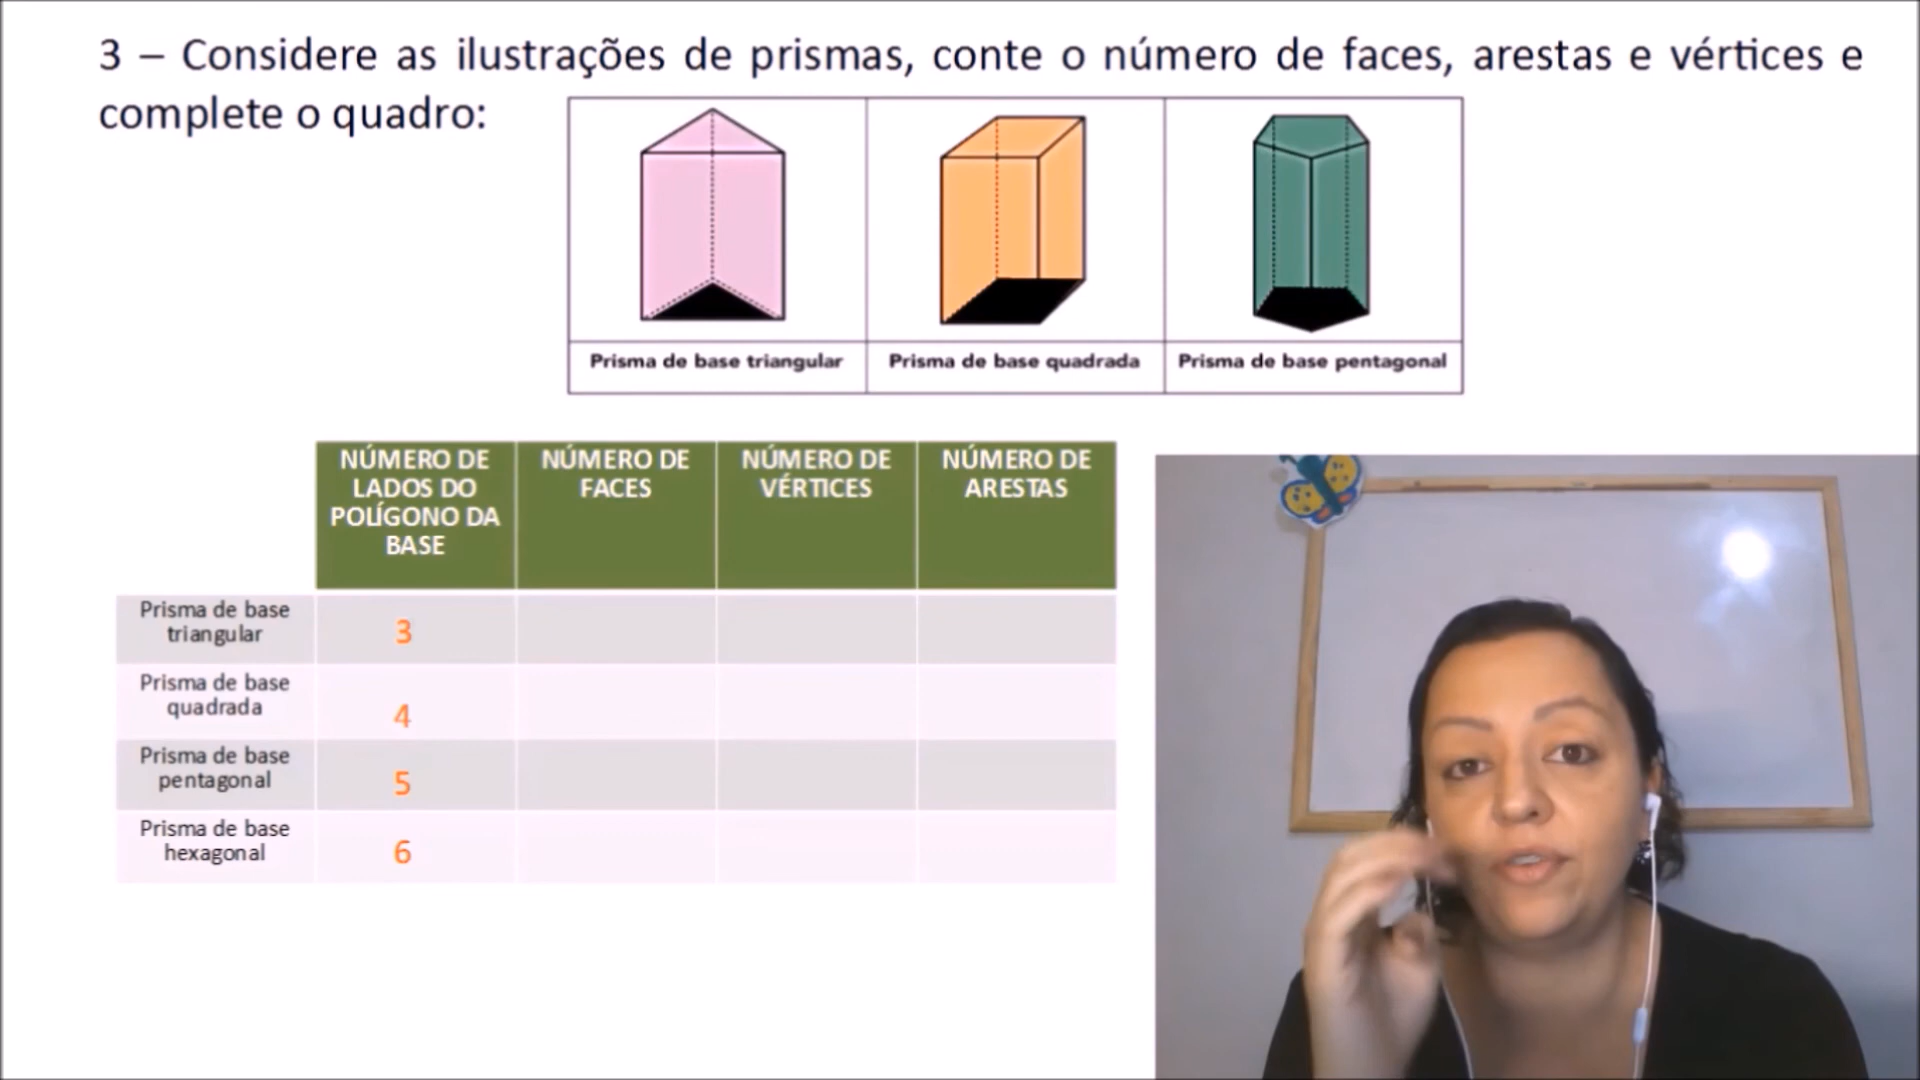 3 – Considere as ilustrações de prismas, conte o número de faces, arestas e vértices e
complete o quadro:
Prisma de base triangular
Prisma de base quadrada
Prisma de base pentagonal
NÚMERO DE
LADOS DO
POLÍGONO DA
BASE
NÚMERO DE
FACES
NÚMERO DE
VÉRTICES
NÚMERO DE
ARESTAS
Prisma de base
triangular
3
Prisma de base
quadrada
4
Prisma de base
pentagonal
5
Prisma de base
hexagonal
6